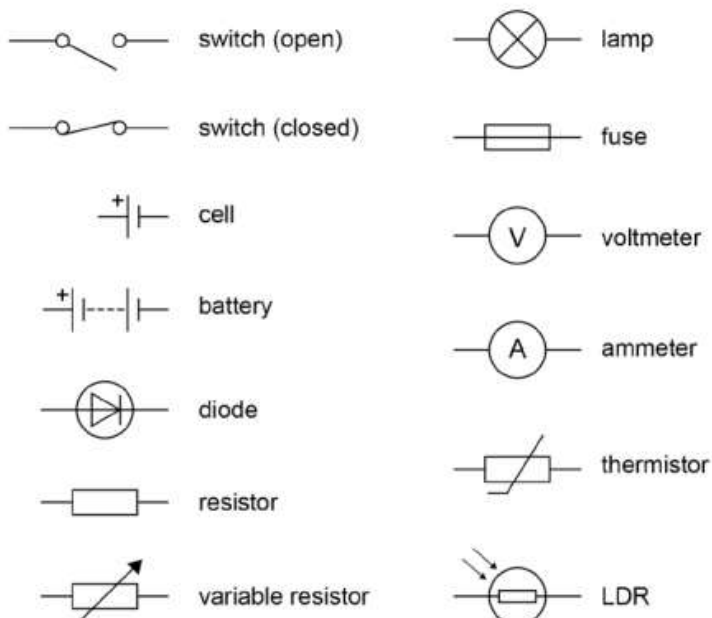 switch (open)
switch (closed)
+
cell
+
battery
diode
resistor
variable resistor
lamp
fuse
V
voltmeter
A
ammeter
thermistor
LDR